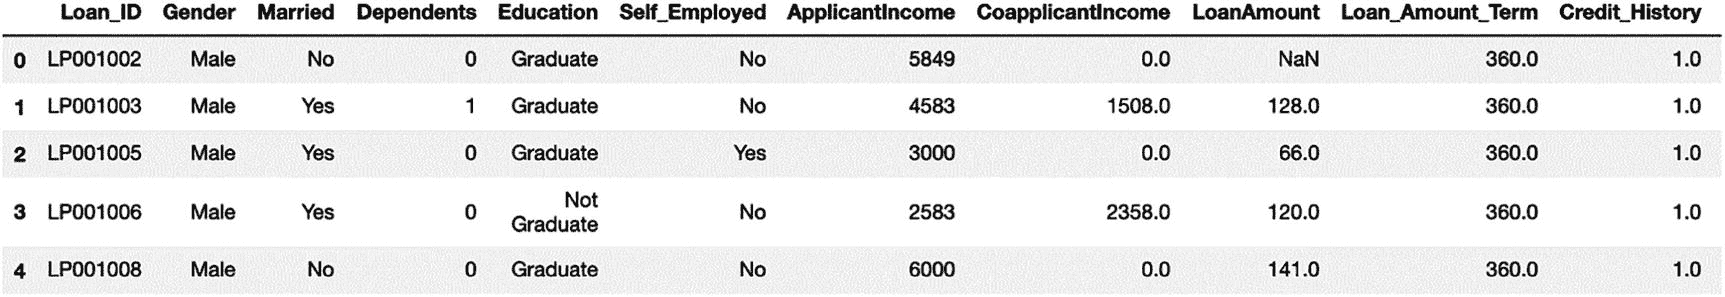 Loan_ID Gender Married Dependents Education Self_Employed ApplicantIncome CoapplicantIncome LoanAmount Loan_Amount_Term Credit_History
0 LP001002 Male No 0 Graduate No 5849 0.0 NaN 360.0 1.0
1 LP001003 Male Yes 1 Graduate No 4583 1508.0 128.0 360.0 1.0
2 LP001005 Male Yes 0 Graduate Yes 3000 0.0 66.0 360.0 1.0
3 LP001006 Male Yes 0 Not Graduate No 2583 2358.0 120.0 360.0 1.0
4 LP001008 Male No 0 Graduate No 6000 0.0 141.0 360.0 1.0